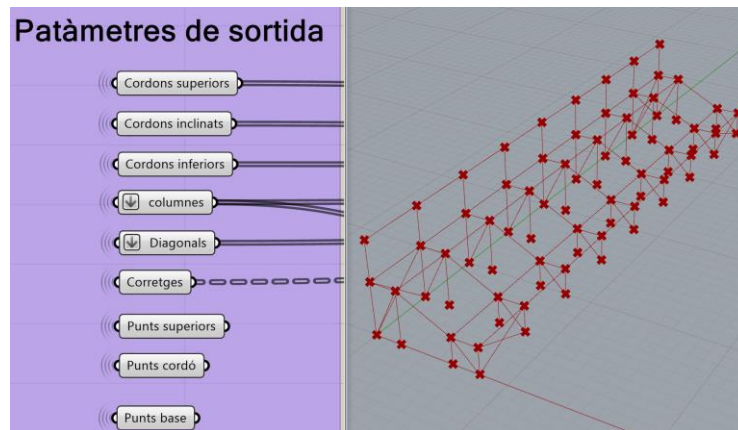 Patàmetres de sortida
Cordons superiors
Cordons inclinats
Cordons inferiors
columnes
Diagonals
Corretges
Punts superiors
Punts cordó
Punts base